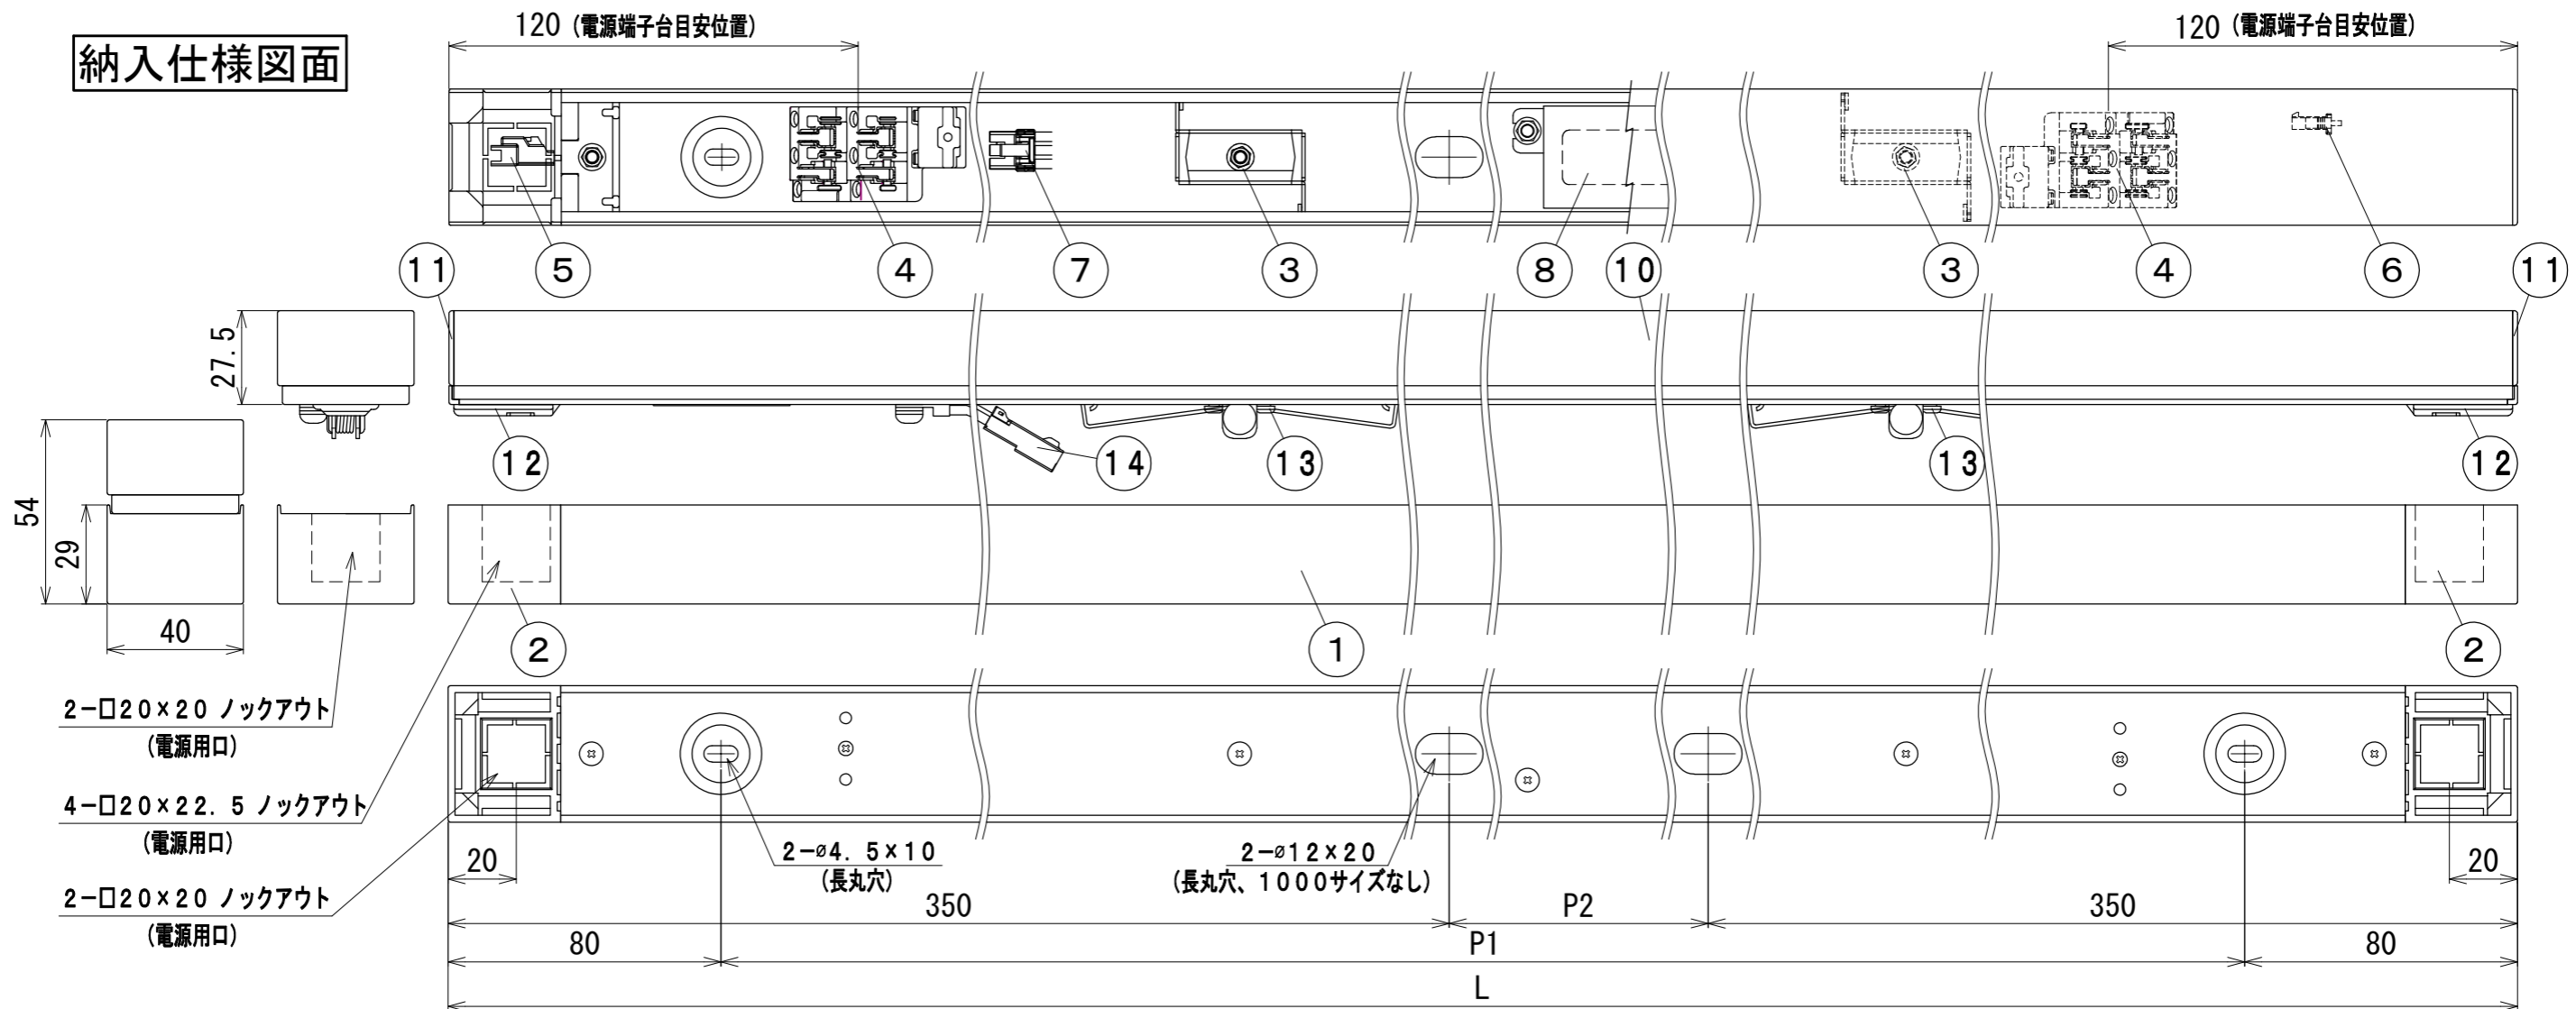 納入仕様図面
120 (電源端子台目安位置)
120 (電源端子台目安位置)
11
5
4
7
3
8
10
3
4
6
11
27.5
12
14
13
13
12
54
29
40
2
1
2
2-□20×20 ノックアウト
(電源用口)
4-□20×22.5 ノックアウト
(電源用口)
2-□20×20 ノックアウト
(電源用口)
20
2-ø4.5×10
(長丸穴)
2-ø12×20
(長丸穴、1000サイズなし)
20
350
P2
350
80
P1
80
L